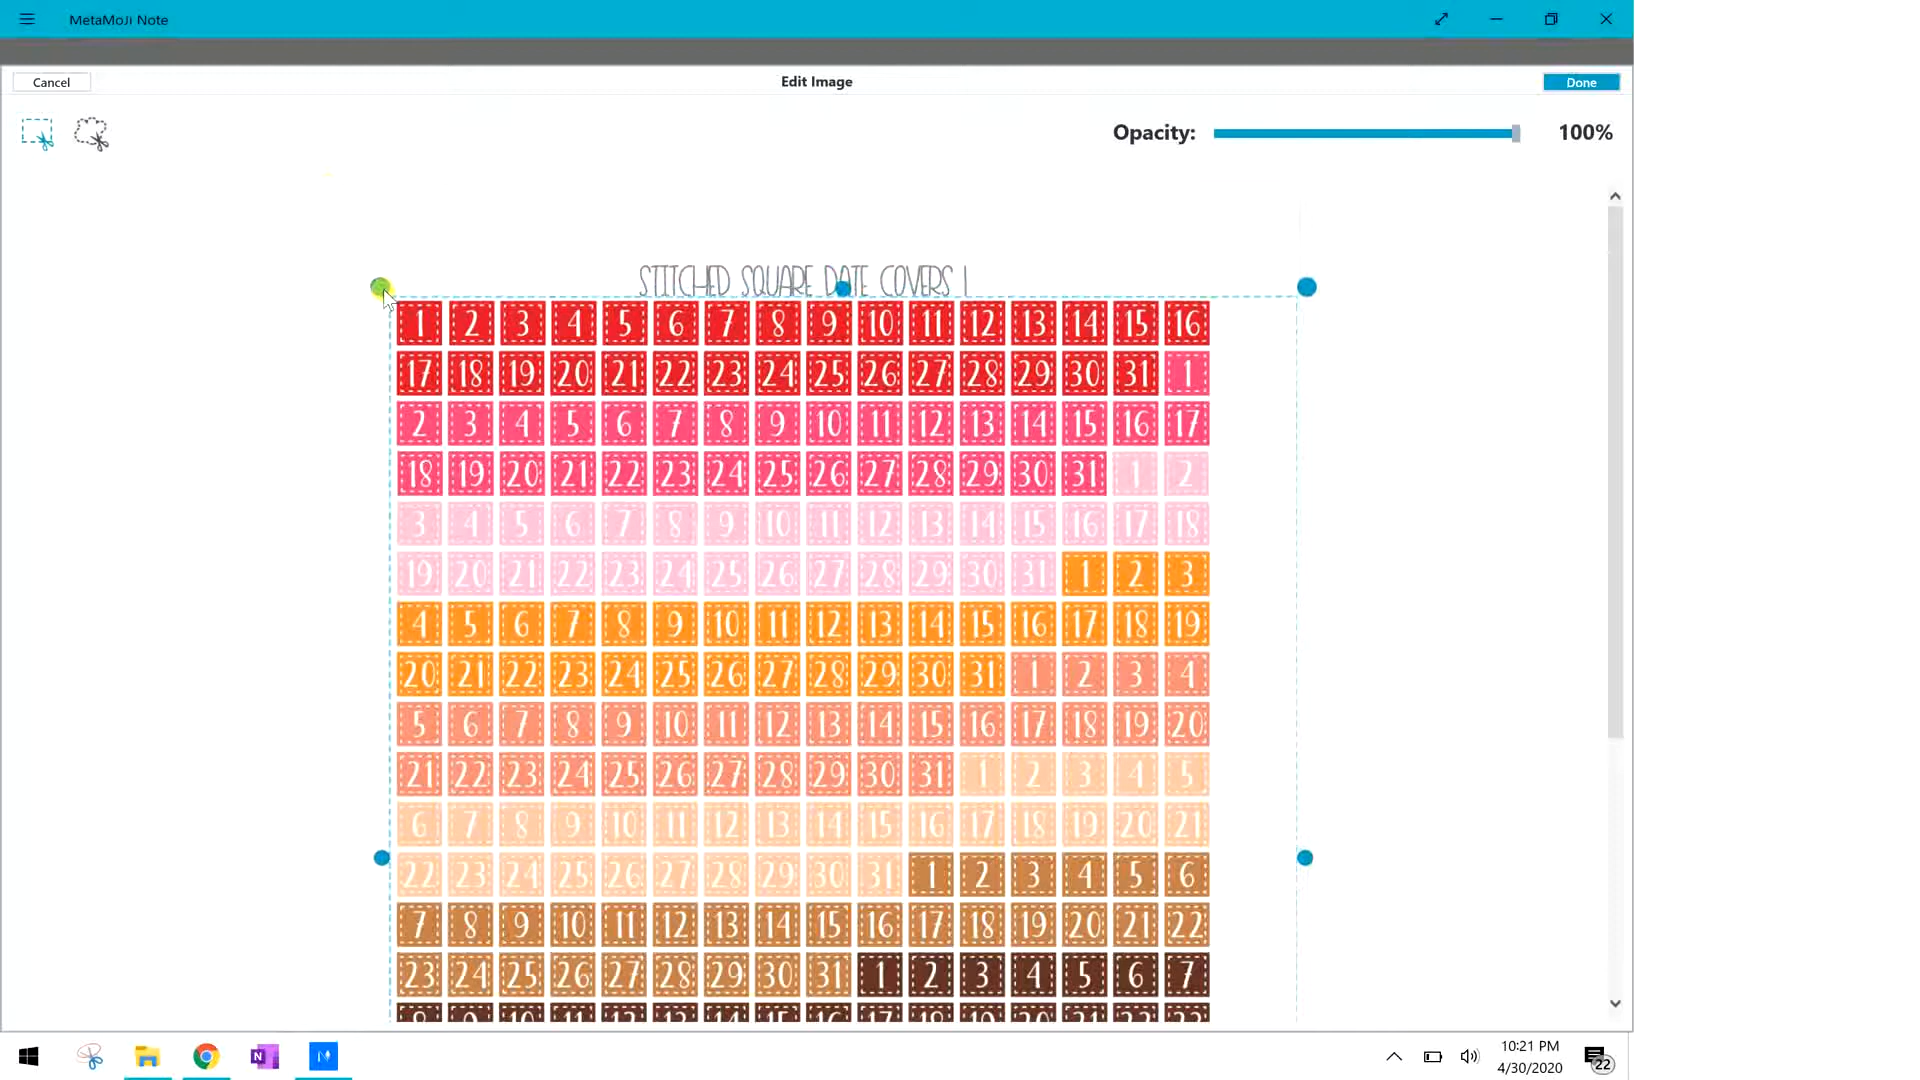 MetaMoJi Note
Cancel
Edit Image
Done
Opacity:
100%
STITCHED SQUARE DATE COVERS 1
1 2 3 4 5 6 7 8 9 10 11 12 13 14 15 16
17 18 19 20 21 22 23 24 25 26 27 28 29 30 31 1
2 3 4 5 6 7 8 9 10 11 12 13 14 15 16 17
18 19 20 21 22 23 24 25 26 27 28 29 30 31 1 2
3 4 5 6 7 8 9 10 11 12 13 14 15 16 17 18
19 20 21 22 23 24 25 26 27 28 29 30 31 1 2 3
4 5 6 7 8 9 10 11 12 13 14 15 16 17 18 19
20 21 22 23 24 25 26 27 28 29 30 31 1 2 3 4
5 6 7 8 9 10 11 12 13 14 15 16 17 18 19 20
21 22 23 24 25 26 27 28 29 30 31 1 2 3 4 5
6 7 8 9 10 11 12 13 14 15 16 17 18 19 20 21
22 23 24 25 26 27 28 29 30 31 1 2 3 4 5 6
7 8 9 10 11 12 13 14 15 16 17 18 19 20 21 22
23 24 25 26 27 28 29 30 31 1 2 3 4 5 6 7
N
10:21 PM
4/30/2020
22